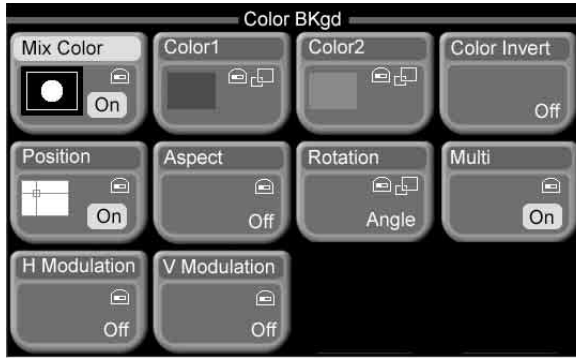 Color BKgd
Mix Color
On
Color1
Color2
Color Invert
Off
Position
On
Aspect
Off
Rotation
Angle
Multi
On
H Modulation
Off
V Modulation
Off